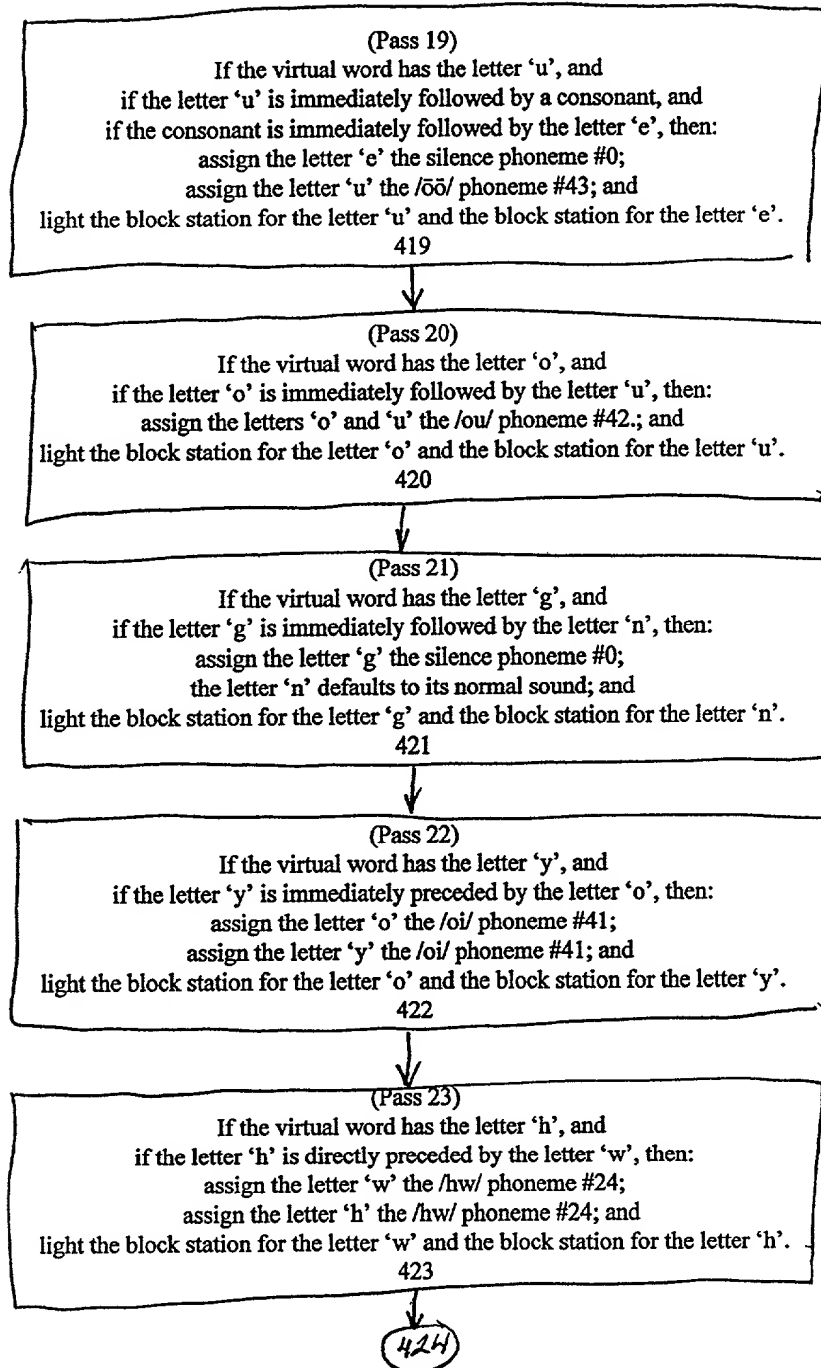 (Pass 19)
If the virtual word has the letter ‘u’, and
if the letter ‘u’ is immediately followed by a consonant, and
if the consonant is immediately followed by the letter ‘e’, then:
assign the letter ‘e’ the silence phoneme #0;
assign the letter ‘u’ the /ōō/ phoneme #43; and
light the block station for the letter ‘u’ and the block station for the letter ‘e’.
419
(Pass 20)
If the virtual word has the letter ‘o’, and
if the letter ‘o’ is immediately followed by the letter ‘u’, then:
assign the letters ‘o’ and ‘u’ the /ou/ phoneme #42.; and
light the block station for the letter ‘o’ and the block station for the letter ‘u’.
420
(Pass 21)
If the virtual word has the letter ‘g’, and
if the letter ‘g’ is immediately followed by the letter ‘n’, then:
assign the letter ‘g’ the silence phoneme #0;
the letter ‘n’ defaults to its normal sound; and
light the block station for the letter ‘g’ and the block station for the letter ‘n’.
421
(Pass 22)
If the virtual word has the letter ‘y’, and
if the letter ‘y’ is immediately preceded by the letter ‘o’, then:
assign the letter ‘o’ the /oi/ phoneme #41;
assign the letter ‘y’ the /oi/ phoneme #41; and
light the block station for the letter ‘o’ and the block station for the letter ‘y’.
422
(Pass 23)
If the virtual word has the letter ‘h’, and
if the letter ‘h’ is directly preceded by the letter ‘w’, then:
assign the letter ‘w’ the /hw/ phoneme #24;
assign the letter ‘h’ the /hw/ phoneme #24; and
light the block station for the letter ‘w’ and the block station for the letter ‘h’.
423
424